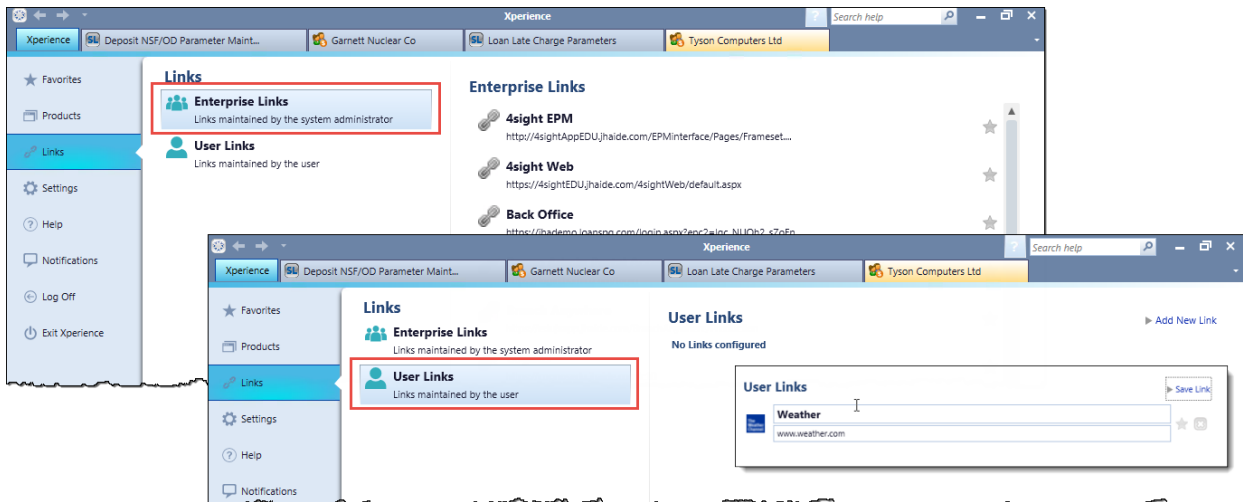 Xperience
?
Search help
Xperience
SL Deposit NSF/OD Parameter Maint...
Garnett Nuclear Co
SL Loan Late Charge Parameters
Tyson Computers Ltd
Favorites
Products
Links
Settings
? Help
Notifications
Log Off
Exit Xperience
Links
Enterprise Links
Links maintained by the system administrator
User Links
Links maintained by the user
Enterprise Links
4sight EPM
http://4sightAppEDU.jhaide.com/EPMinterface/Pages/Frameset....
4sight Web
https://4sightEDU.jhaide.com/4sightWeb/default.aspx
Back Office
Xperience
?
Search help
Xperience
SL Deposit NSF/OD Parameter Maint...
Garnett Nuclear Co
SL Loan Late Charge Parameters
Tyson Computers Ltd
Favorites
Products
Links
Settings
? Help
Notifications
Links
Enterprise Links
Links maintained by the system administrator
User Links
Links maintained by the user
User Links
Add New Link
No Links configured
User Links
Save Link
Weather
www.weather.com